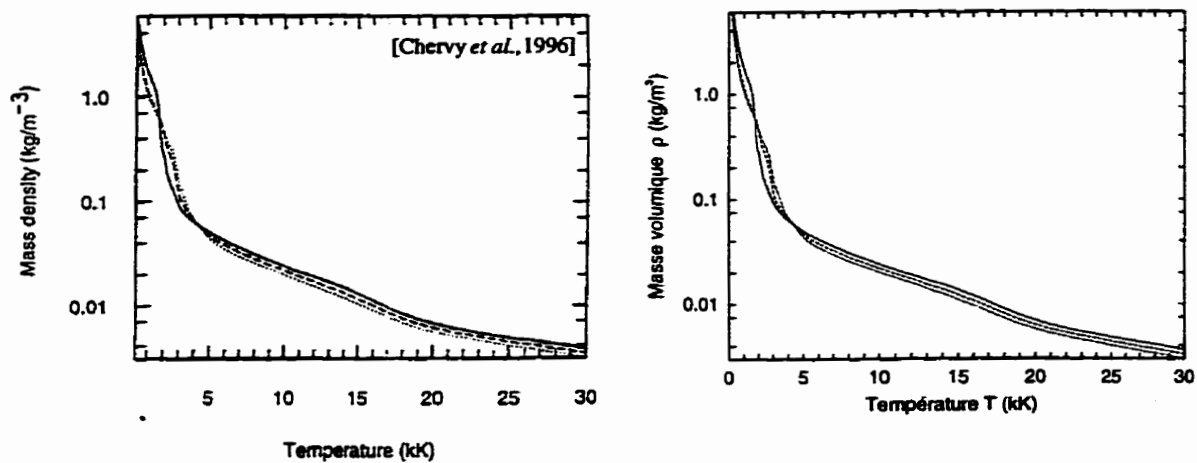 [Chervy et al., 1996]
Mass density (kg/m⁻³)
1.0
0.1
0.01
5 10 15 20 25 30
Temperature (kK)
Masse volumique ρ (kg/m³)
1.0
0.1
0.01
0 5 10 15 20 25 30
Température T (kK)